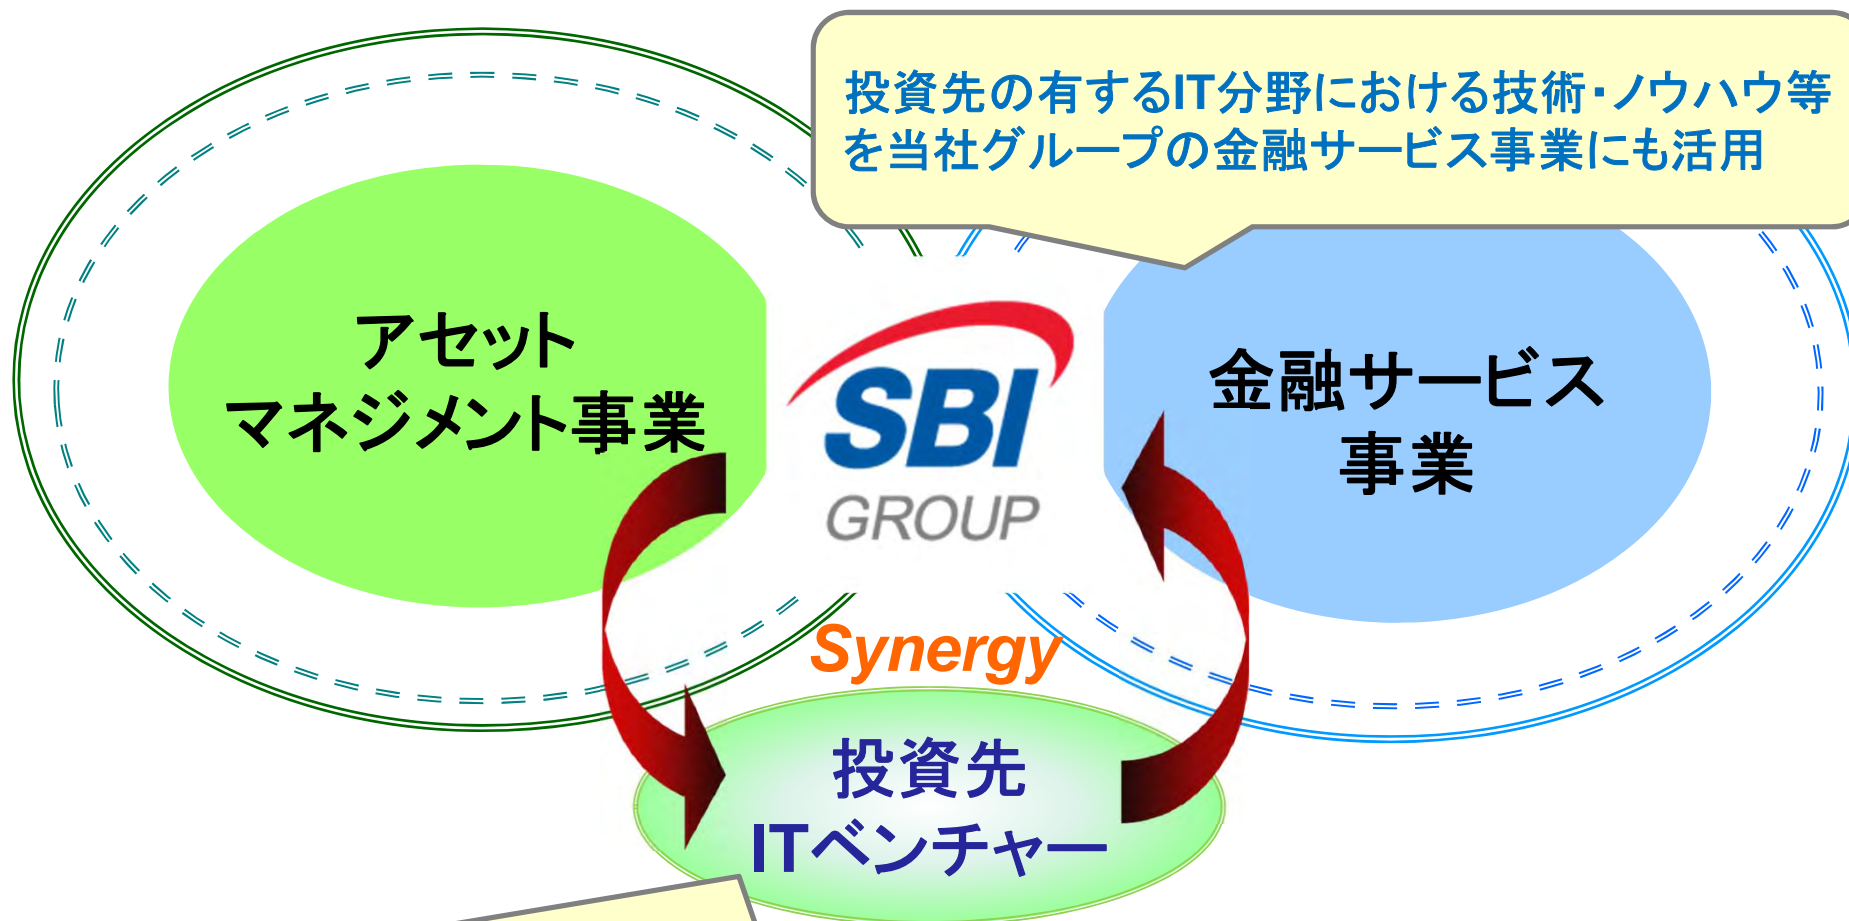 投資先の有するIT分野における技術・ノウハウ等
を当社グループの金融サービス事業にも活用
アセット
マネジメント事業
SBI
GROUP
金融サービス
事業
Synergy
投資先
ITベンチャー